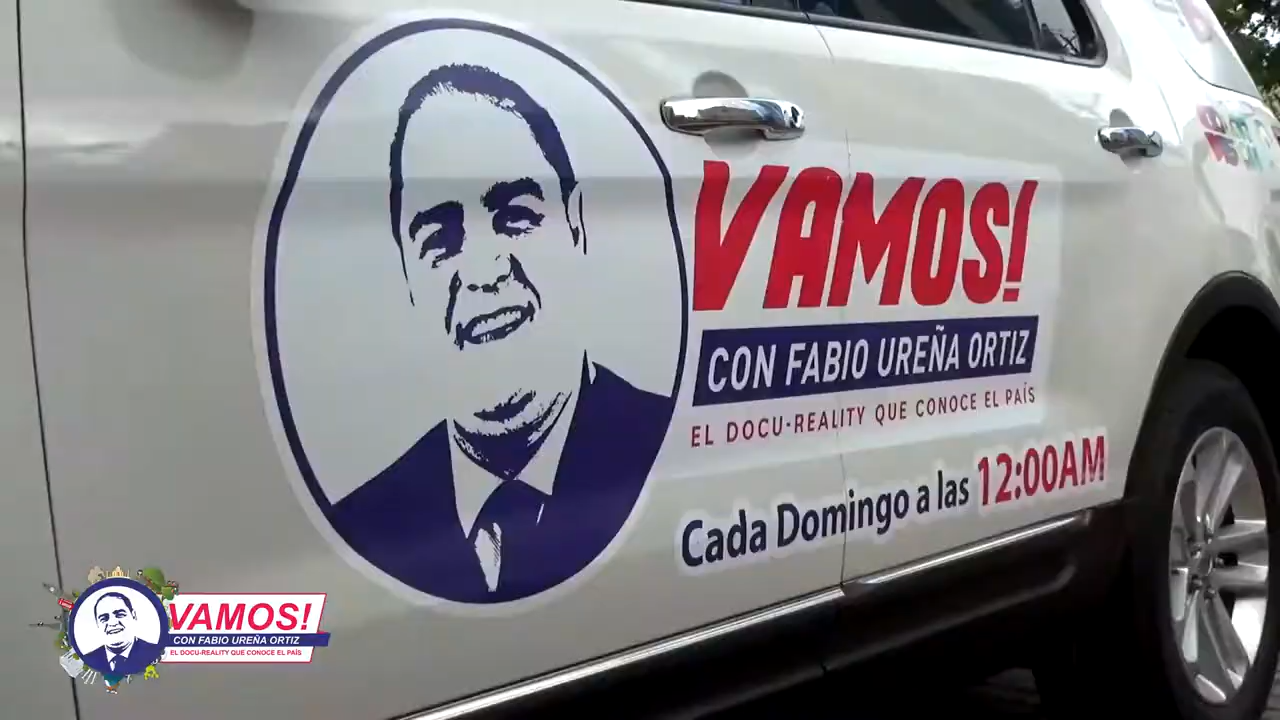 VAMOS!
CON FABIO UREÑA ORTIZ
EL DOCU-REALITY QUE CONOCE EL PAÍS
Cada Domingo a las 12:00AM
VAMOS!
CON FABIO UREÑA ORTIZ
EL DOCU-REALITY QUE CONOCE EL PAÍS